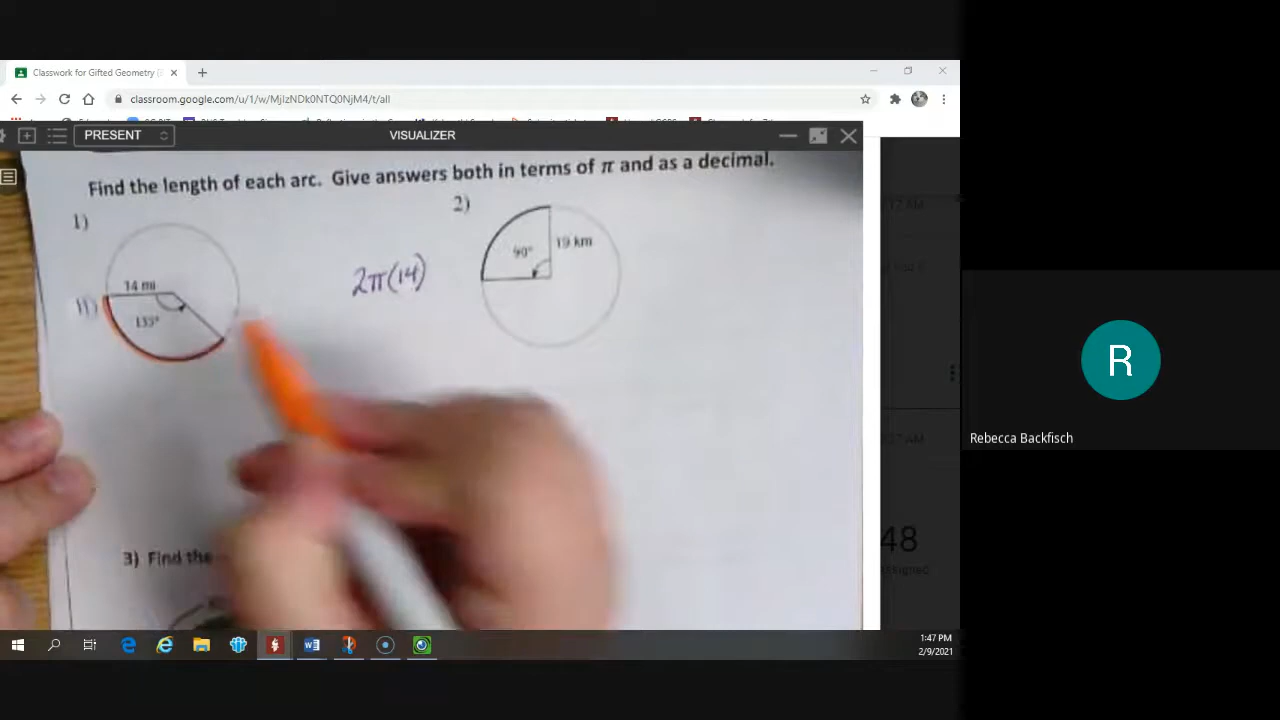 Classwork for Gifted Geometry (
classroom.google.com/u/1/w/MjIzNDk0NTQ0NjM4/t/all
PRESENT
VISUALIZER
Find the length of each arc. Give answers both in terms of π and as a decimal.
1)
2)
14 mi
135°
2π(14)
90°
19 km
3) Find the
48
R
Rebecca Backfisch
1:47 PM
2/9/2021